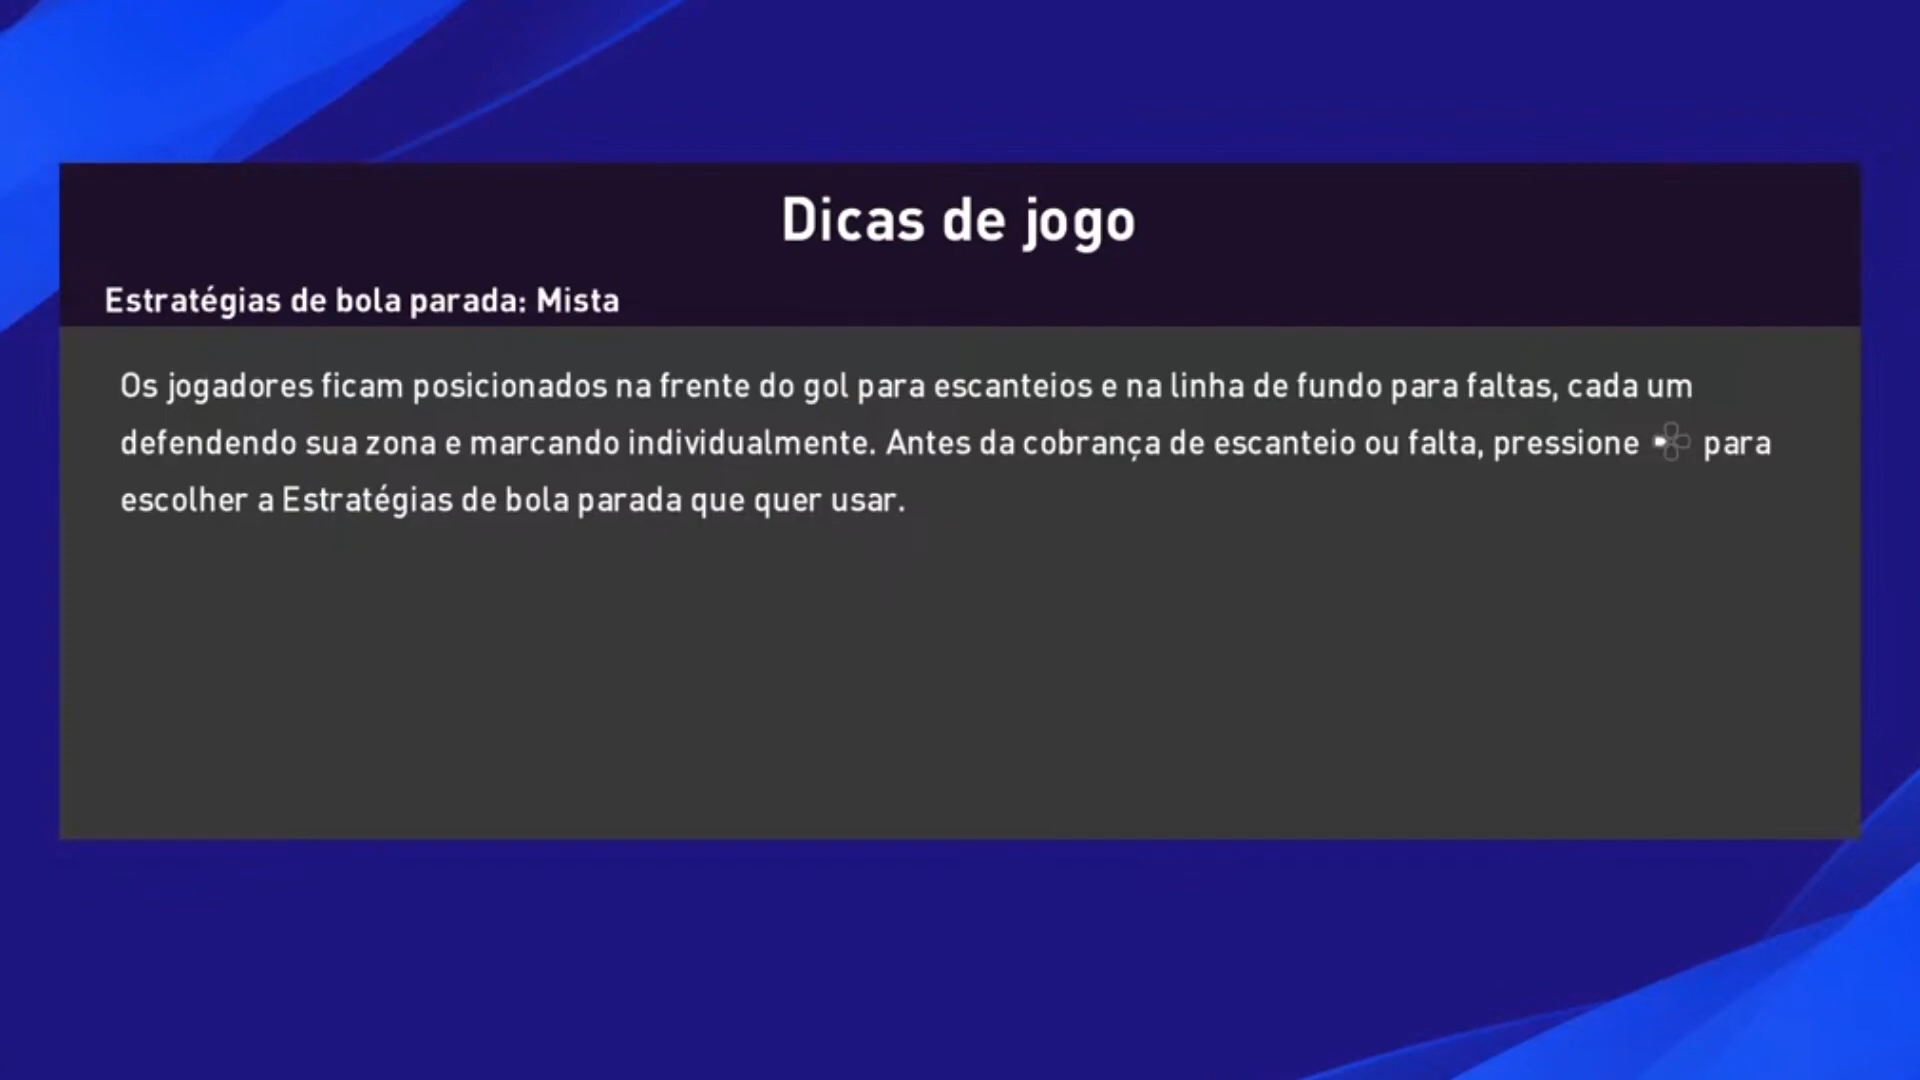 Dicas de jogo
Estratégias de bola parada: Mista
Os jogadores ficam posicionados na frente do gol para escanteios e na linha de fundo para faltas, cada um
defendendo sua zona e marcando individualmente. Antes da cobrança de escanteio ou falta, pressione para
escolher a Estratégias de bola parada que quer usar.